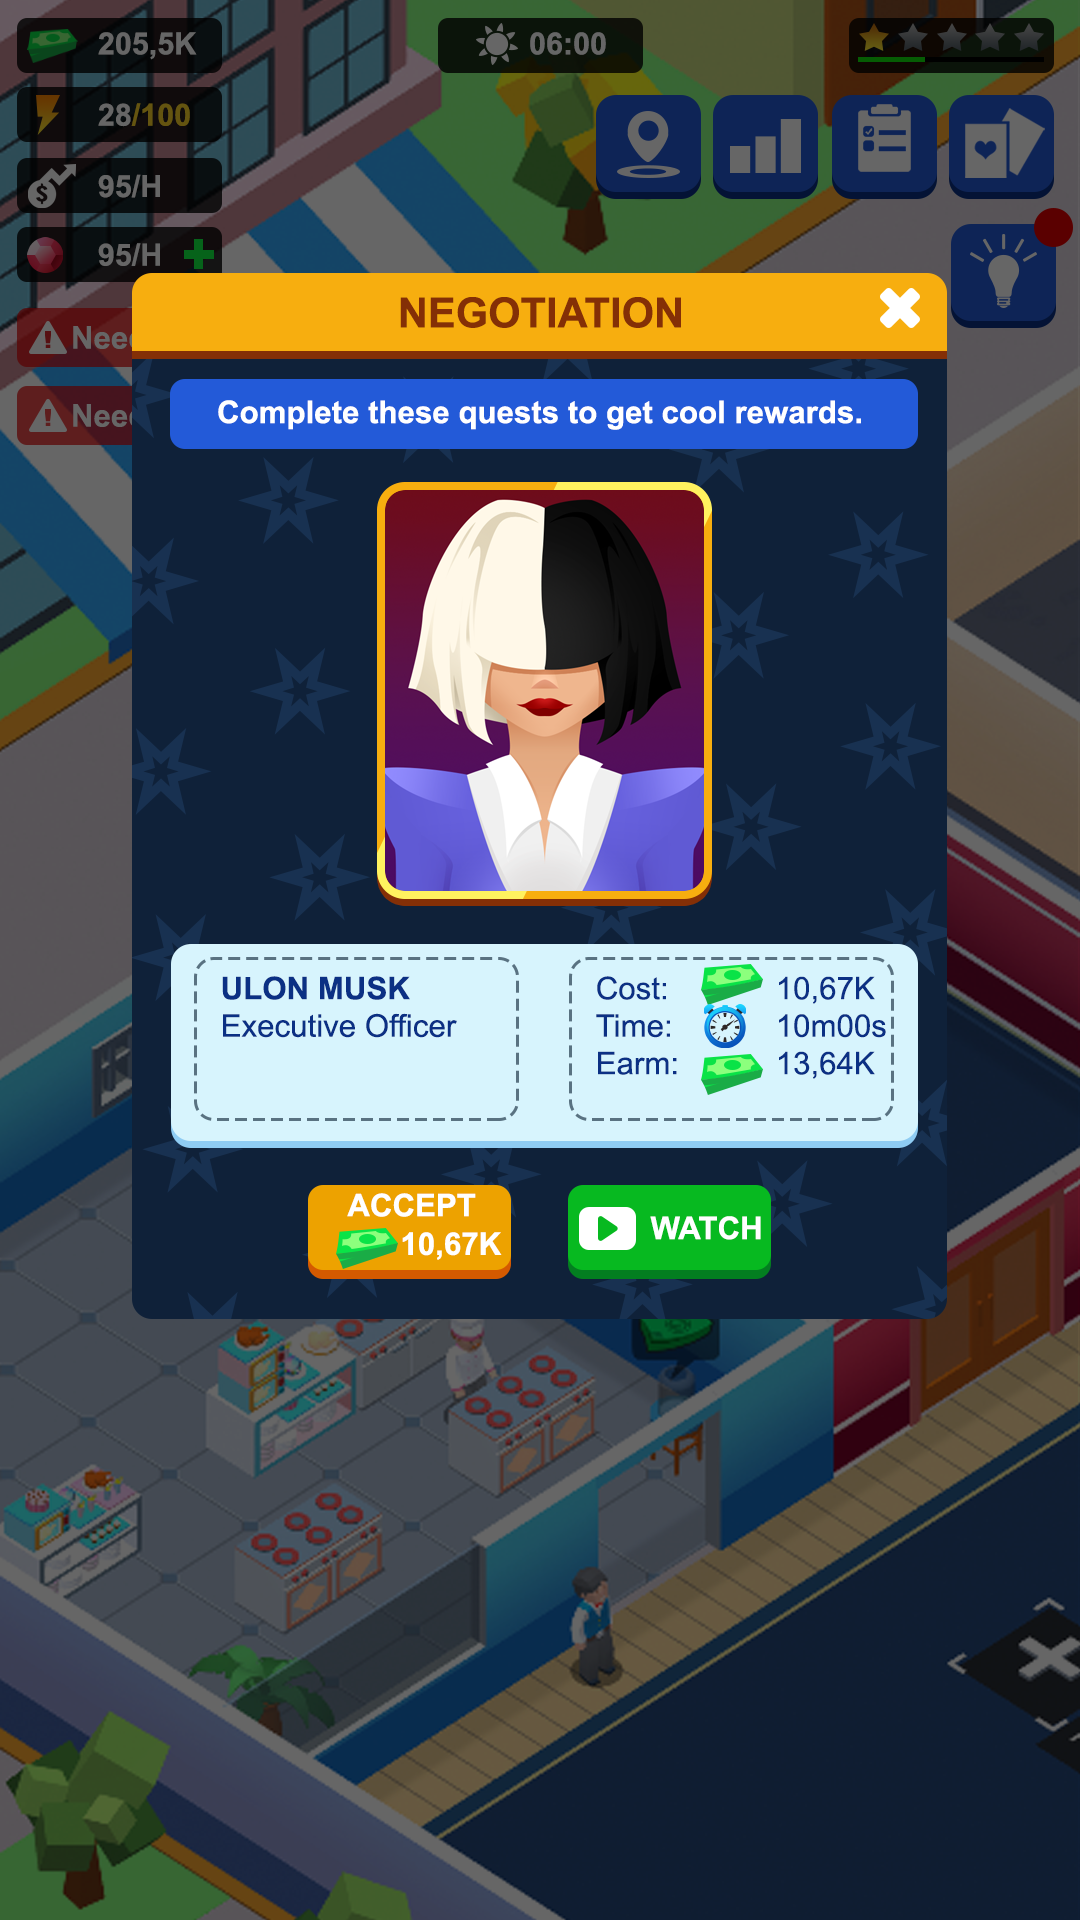 205,5K
06:00
28/100
95/H
95/H
NEGOTIATION
Nee
Complete these quests to get cool rewards.
Nee
ULON MUSK
Executive Officer
Cost: 10,67K
Time: 10m00s
Earm: 13,64K
ACCEPT
10,67K
WATCH